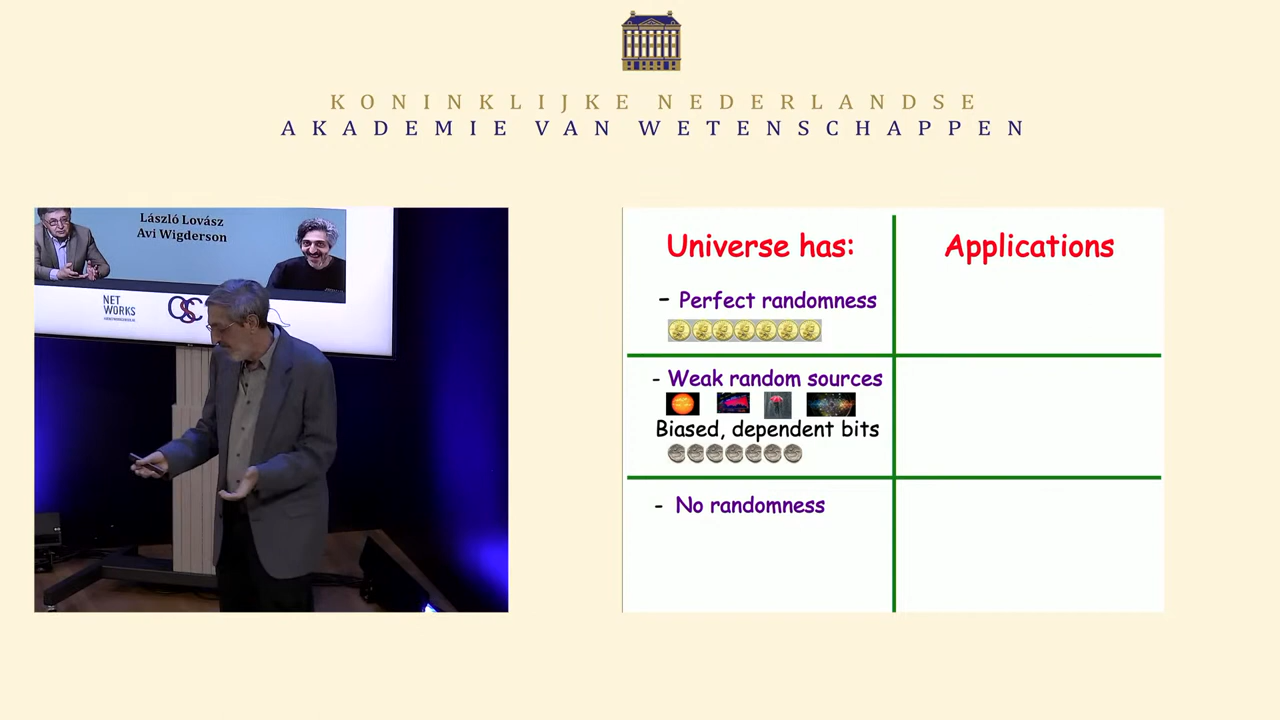 KONINKLIJKE NEDERLANDSE
AKADEMIE VAN WETENSCHAPPEN
László Lovász
Avi Wigderson
NET
WORKS
Universe has:
Applications
- Perfect randomness
- Weak random sources
Biased, dependent bits
- No randomness